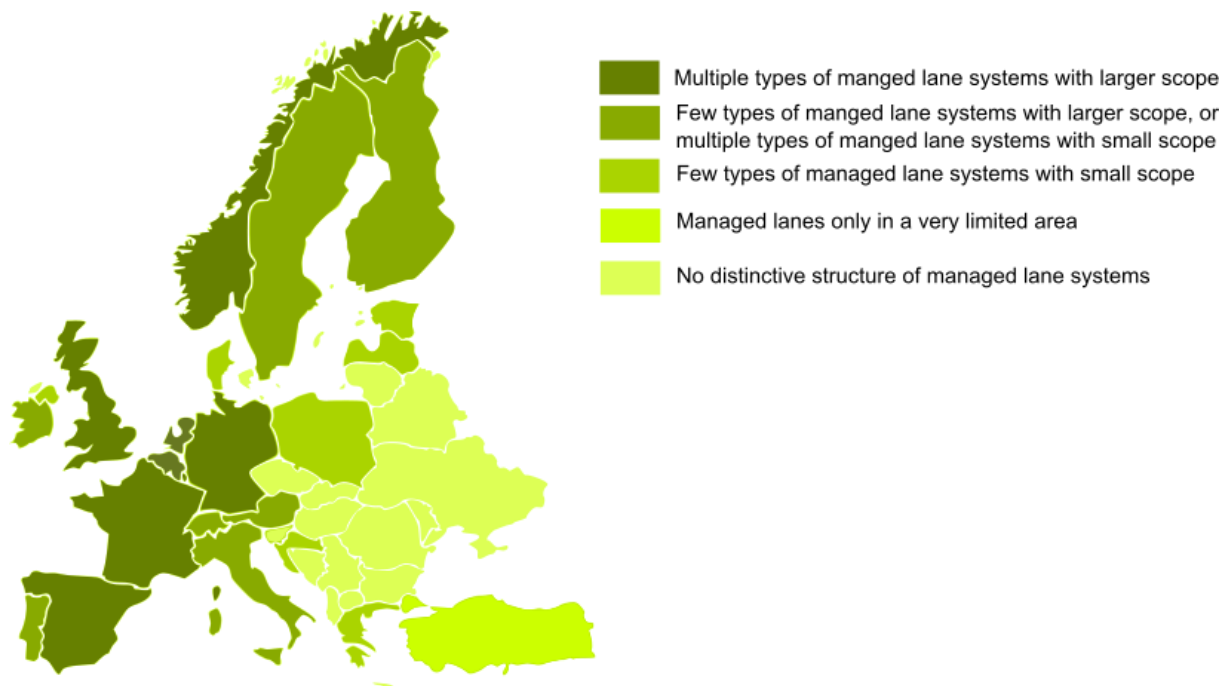 Multiple types of manged lane systems with larger scope
Few types of manged lane systems with larger scope, or
multiple types of manged lane systems with small scope
Few types of managed lane systems with small scope
Managed lanes only in a very limited area
No distinctive structure of managed lane systems